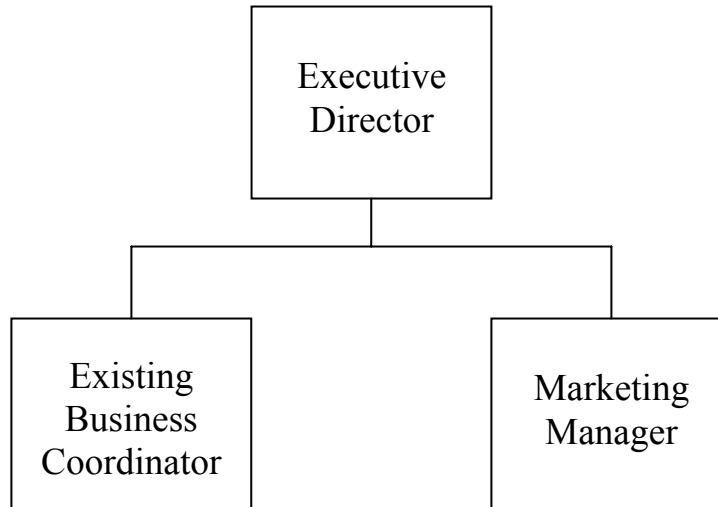 Executive
Director
Existing
Business
Coordinator
Marketing
Manager